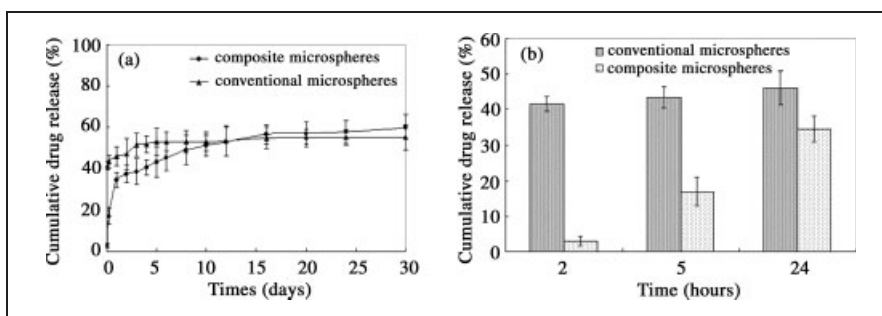 Cumulative drug release (%)
100
80
60
40
20
0
(a)
composite microspheres
conventional microspheres
0
5
10
15
20
25
30
Times (days)
Cumulative drug release (%)
60
50
40
30
20
10
0
(b)
conventional microspheres
composite microspheres
2
5
24
Time (hours)